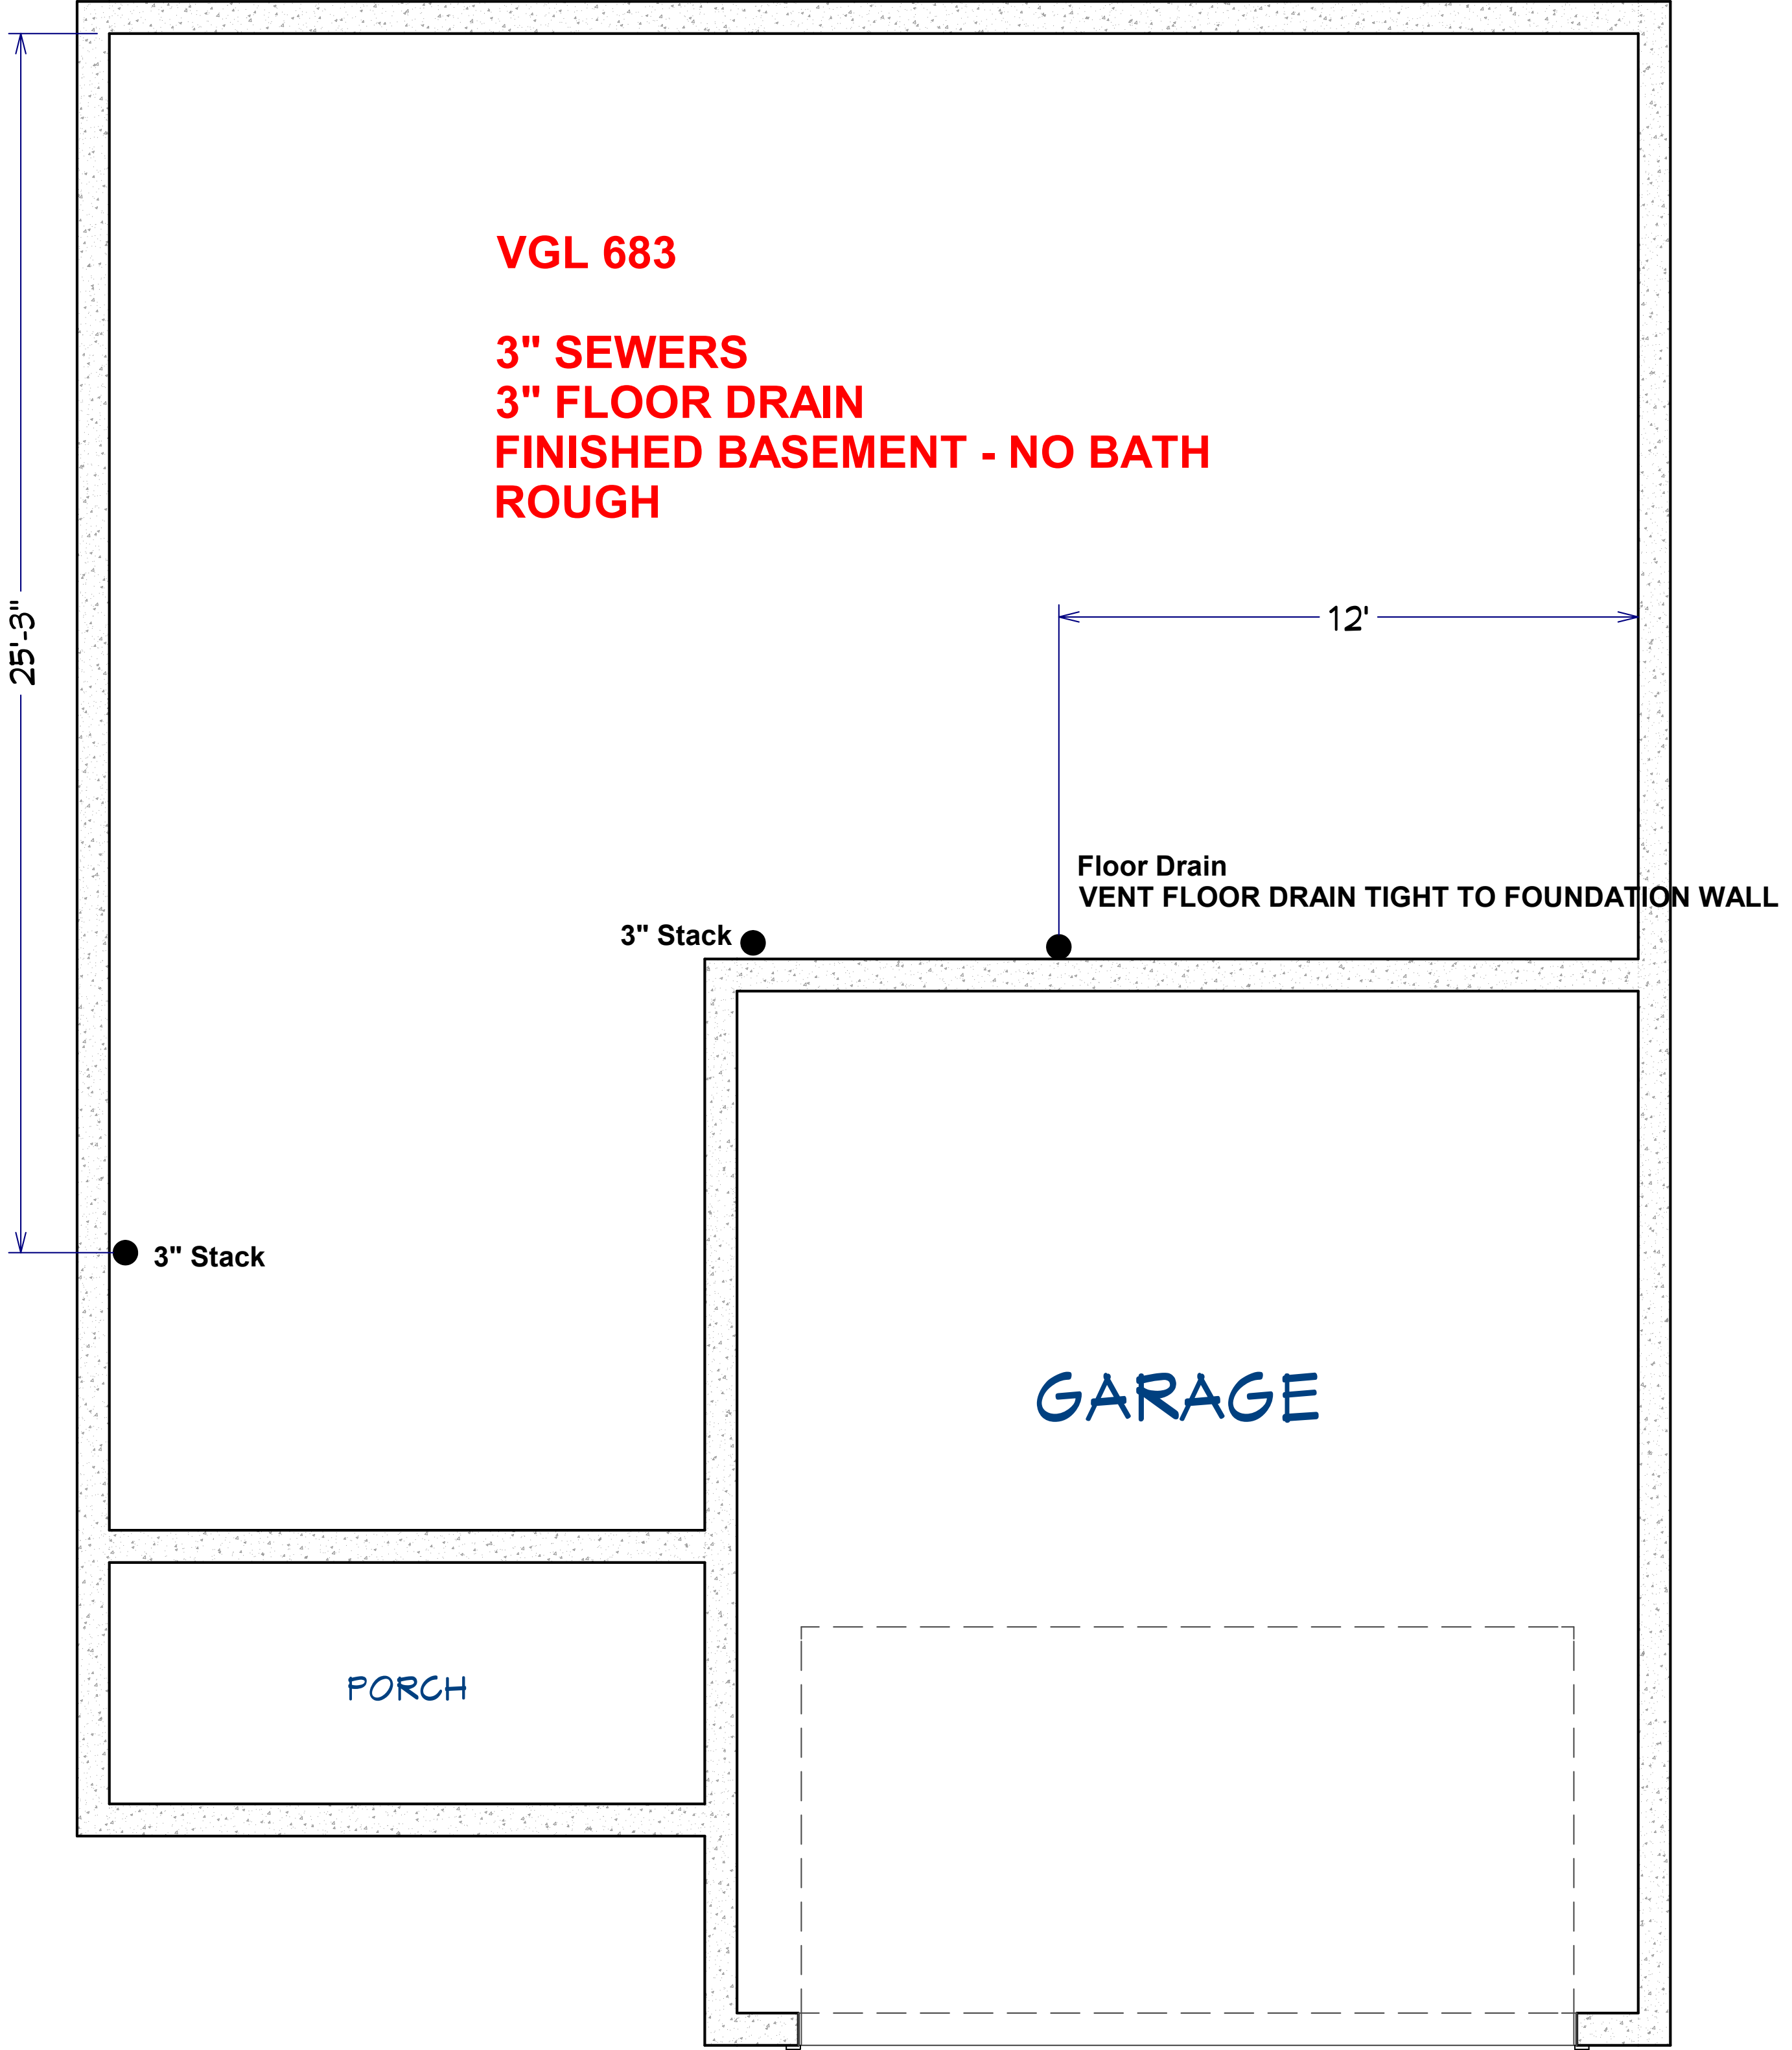 VGL 683
3" SEWERS
3" FLOOR DRAIN
FINISHED BASEMENT - NO BATH
ROUGH
25'-3"
12'
Floor Drain
VENT FLOOR DRAIN TIGHT TO FOUNDATION WALL
3" Stack
3" Stack
GARAGE
PORCH